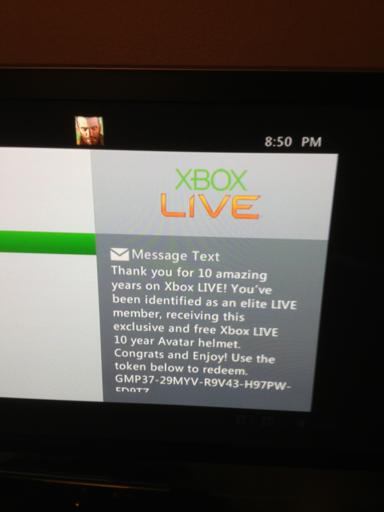 8:50 PM
XBOX
LIVE
Message Text
Thank you for 10 amazing
years on Xbox LIVE! You've
been identified as an elite LIVE
member, receiving this
exclusive and free Xbox LIVE
10 year Avatar helmet.
Congrats and Enjoy! Use the
token below to redeem.
GMP37-29MYV-R9V43-H97PW-